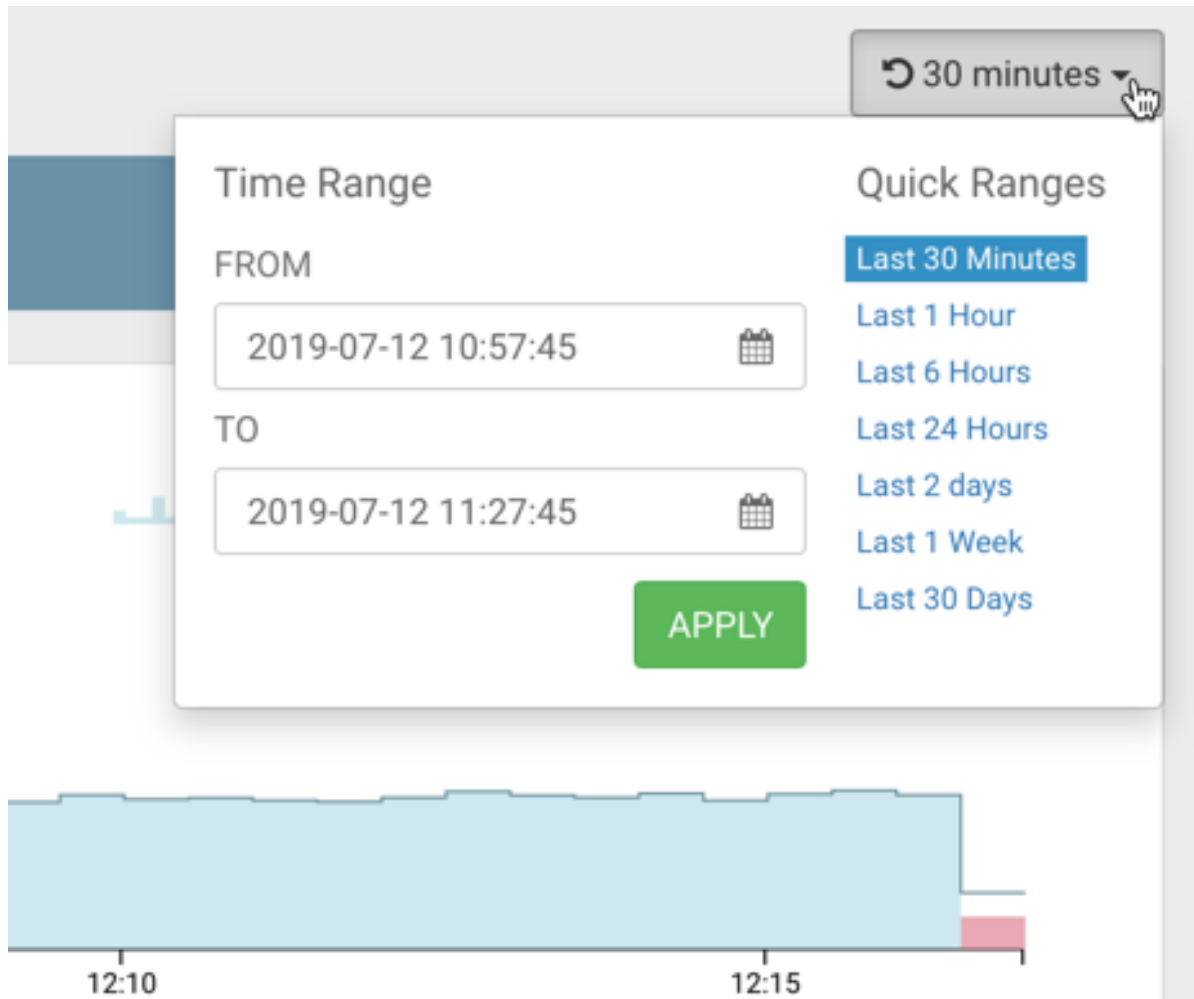 30 minutes
Time Range
FROM
2019-07-12 10:57:45
TO
2019-07-12 11:27:45
APPLY
Quick Ranges
Last 30 Minutes
Last 1 Hour
Last 6 Hours
Last 24 Hours
Last 2 days
Last 1 Week
Last 30 Days
12:10
12:15